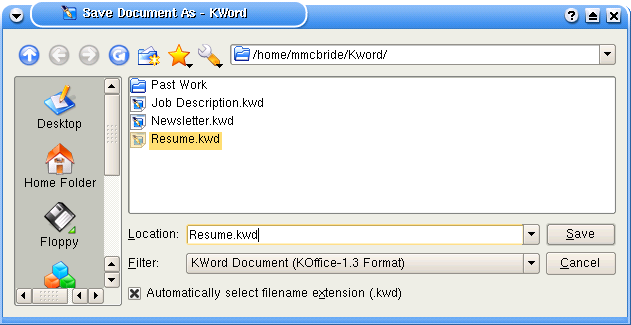 Save Document As - KWord
/home/mmcbride/Kword/
Past Work
Job Description.kwd
Newsletter.kwd
Resume.kwd
Desktop
Home Folder
Floppy
Location: Resume.kwd Save
Filter: KWord Document (KOffice-1.3 Format) Cancel
Automatically select filename extension (.kwd)